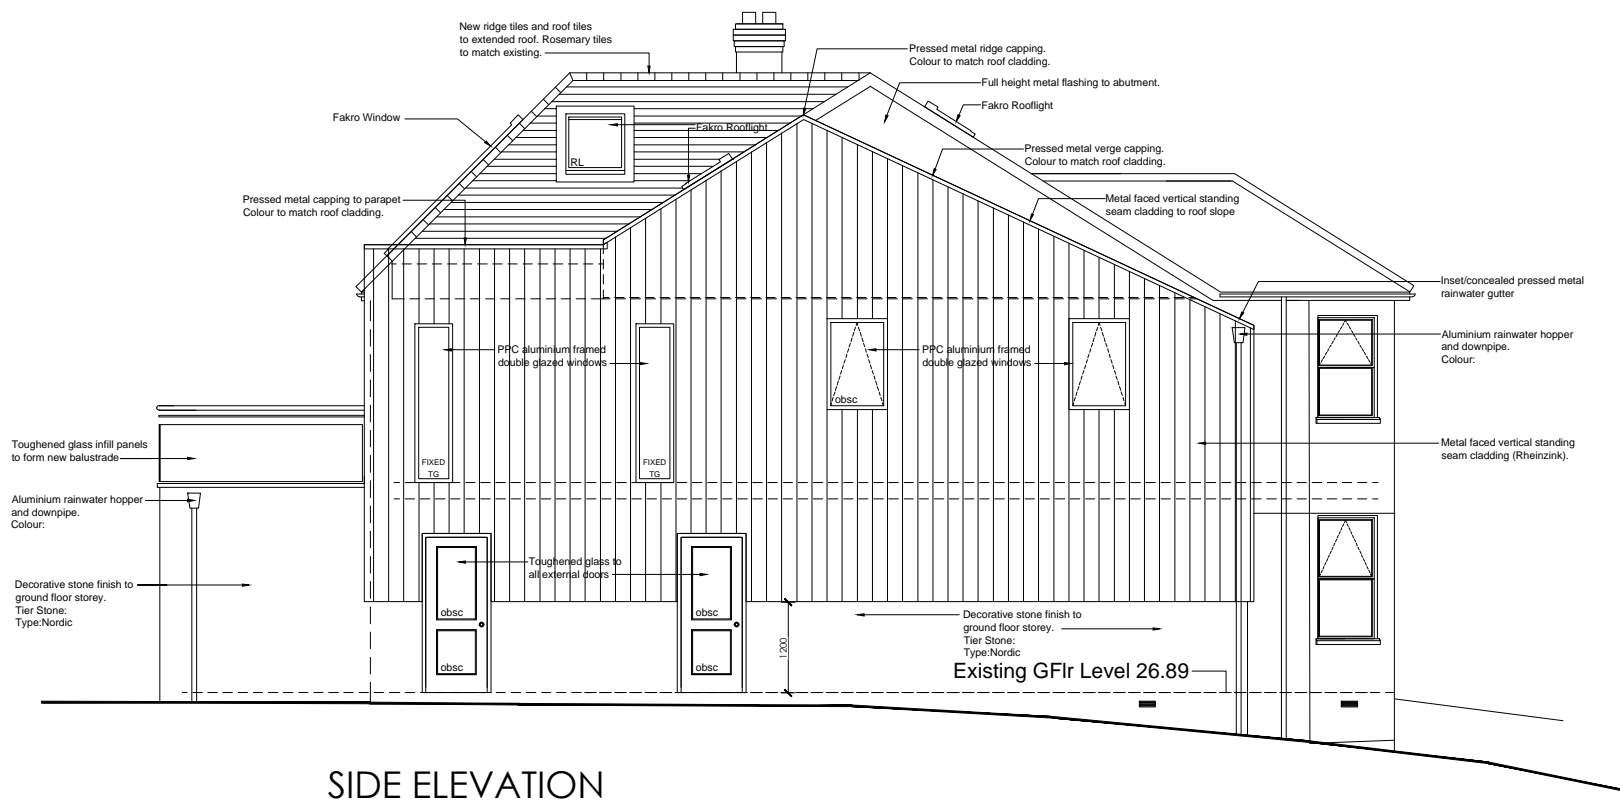 New ridge tiles and roof tiles
to extended roof. Rosemary tiles
to match existing.
Pressed metal ridge capping.
Colour to match roof cladding.
Full height metal flashing to abutment.
Fakro Rooflight
Fakro Window
Fakro Rooflight
RL
Pressed metal verge capping.
Colour to match roof cladding.
Pressed metal capping to parapet
Colour to match roof cladding.
Metal faced vertical standing
seam cladding to roof slope
Inset/concealed pressed metal
rainwater gutter
Aluminium rainwater hopper
and downpipe.
Colour:
PPC aluminium framed
double glazed windows
PPC aluminium framed
double glazed windows
obsc
FIXED
TG
FIXED
TG
Toughened glass infill panels
to form new balustrade
Metal faced vertical standing
seam cladding (Rheinzink).
Aluminium rainwater hopper
and downpipe.
Colour:
Toughened glass to
all external doors
obsc
obsc
obsc
obsc
Decorative stone finish to
ground floor storey.
Tier Stone:
Type:Nordic
1200
Decorative stone finish to
ground floor storey.
Tier Stone:
Type:Nordic
Existing GFlr Level 26.89
SIDE ELEVATION